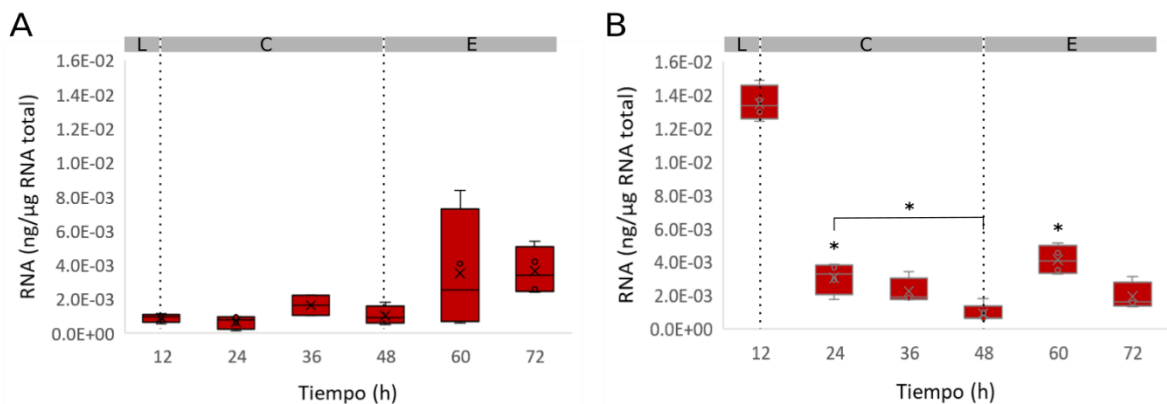 A
L C E
1.6E-02
1.4E-02
1.2E-02
1.0E-02
8.0E-03
6.0E-03
4.0E-03
2.0E-03
0.0E+00
RNA (ng/µg RNA total)
12 24 36 48 60 72
Tiempo (h)
B
L C E
1.6E-02
1.4E-02
1.2E-02
1.0E-02
8.0E-03
6.0E-03
4.0E-03
2.0E-03
0.0E+00
RNA (ng/µg RNA total)
*
* *
12 24 36 48 60 72
Tiempo (h)